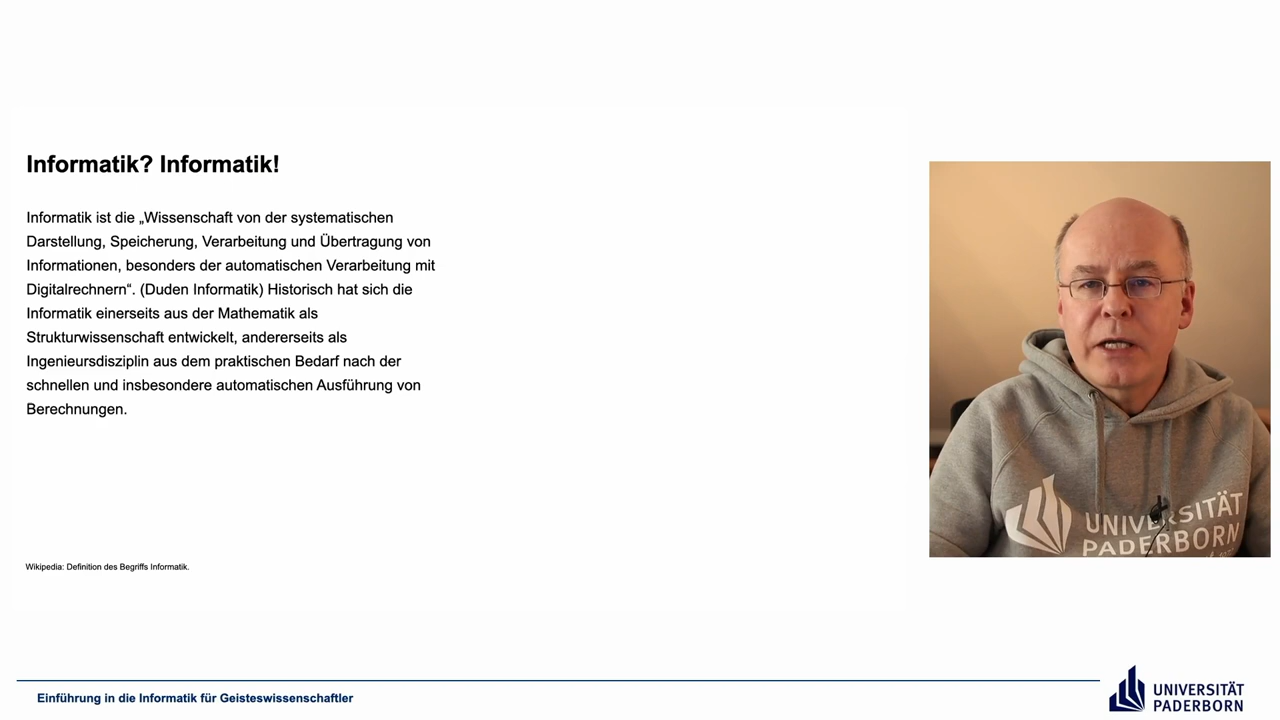 Informatik? Informatik!
Informatik ist die „Wissenschaft von der systematischen
Darstellung, Speicherung, Verarbeitung und Übertragung von
Informationen, besonders der automatischen Verarbeitung mit
Digitalrechnern“. (Duden Informatik) Historisch hat sich die
Informatik einerseits aus der Mathematik als
Strukturwissenschaft entwickelt, andererseits als
Ingenieursdisziplin aus dem praktischen Bedarf nach der
schnellen und insbesondere automatischen Ausführung von
Berechnungen.
Wikipedia: Definition des Begriffs Informatik.
UNIVERSITÄT
PADERBORN
Einführung in die Informatik für Geisteswissenschaftler
UNIVERSITÄT
PADERBORN